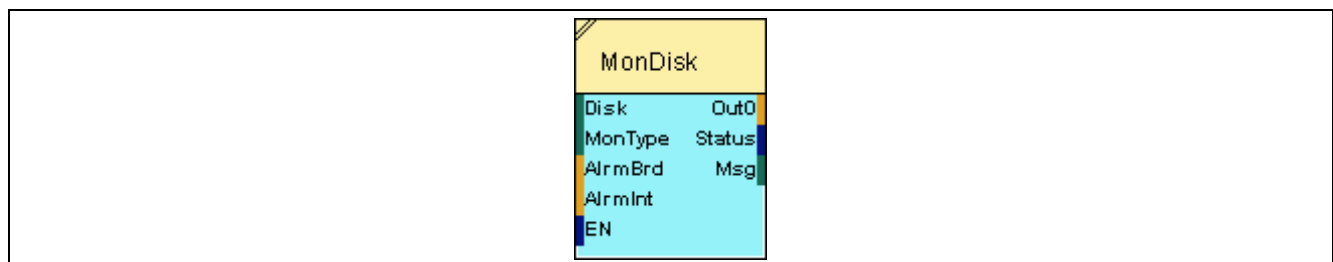 MonDisk
Disk Out0
MonType Status
AlrmBrd Msg
AlrmInt
EN